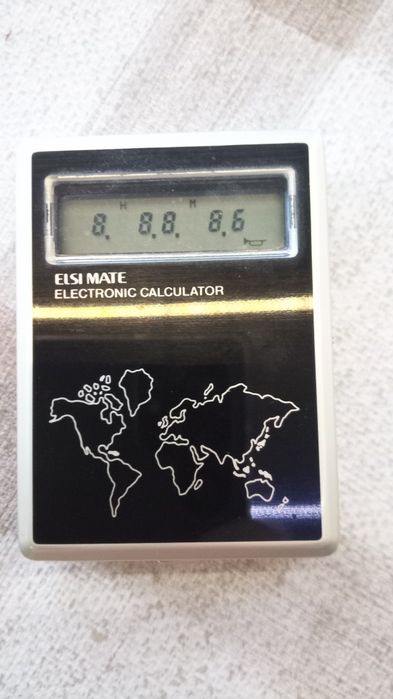 H M
8. 8.8. 8.6
ELSI MATE
ELECTRONIC CALCULATOR